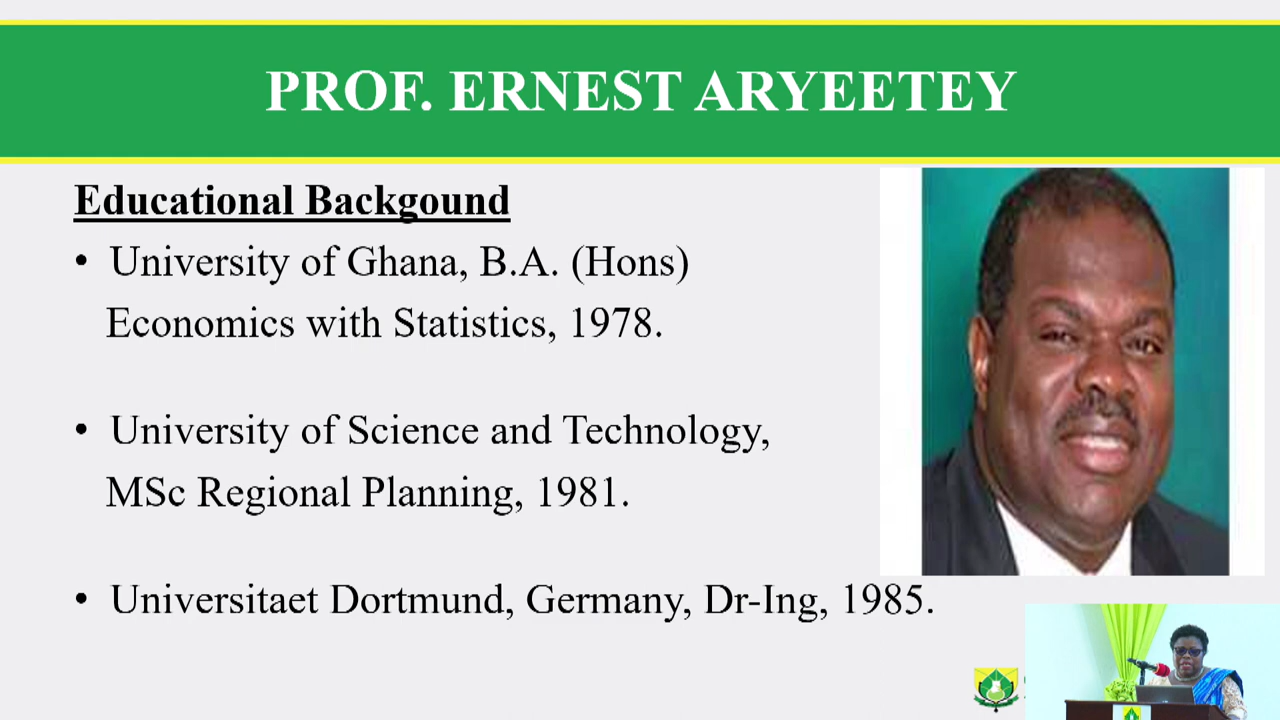 PROF. ERNEST ARYEETEY
Educational Backgound
• University of Ghana, B.A. (Hons)
Economics with Statistics, 1978.
• University of Science and Technology,
MSc Regional Planning, 1981.
• Universitaet Dortmund, Germany, Dr-Ing, 1985.